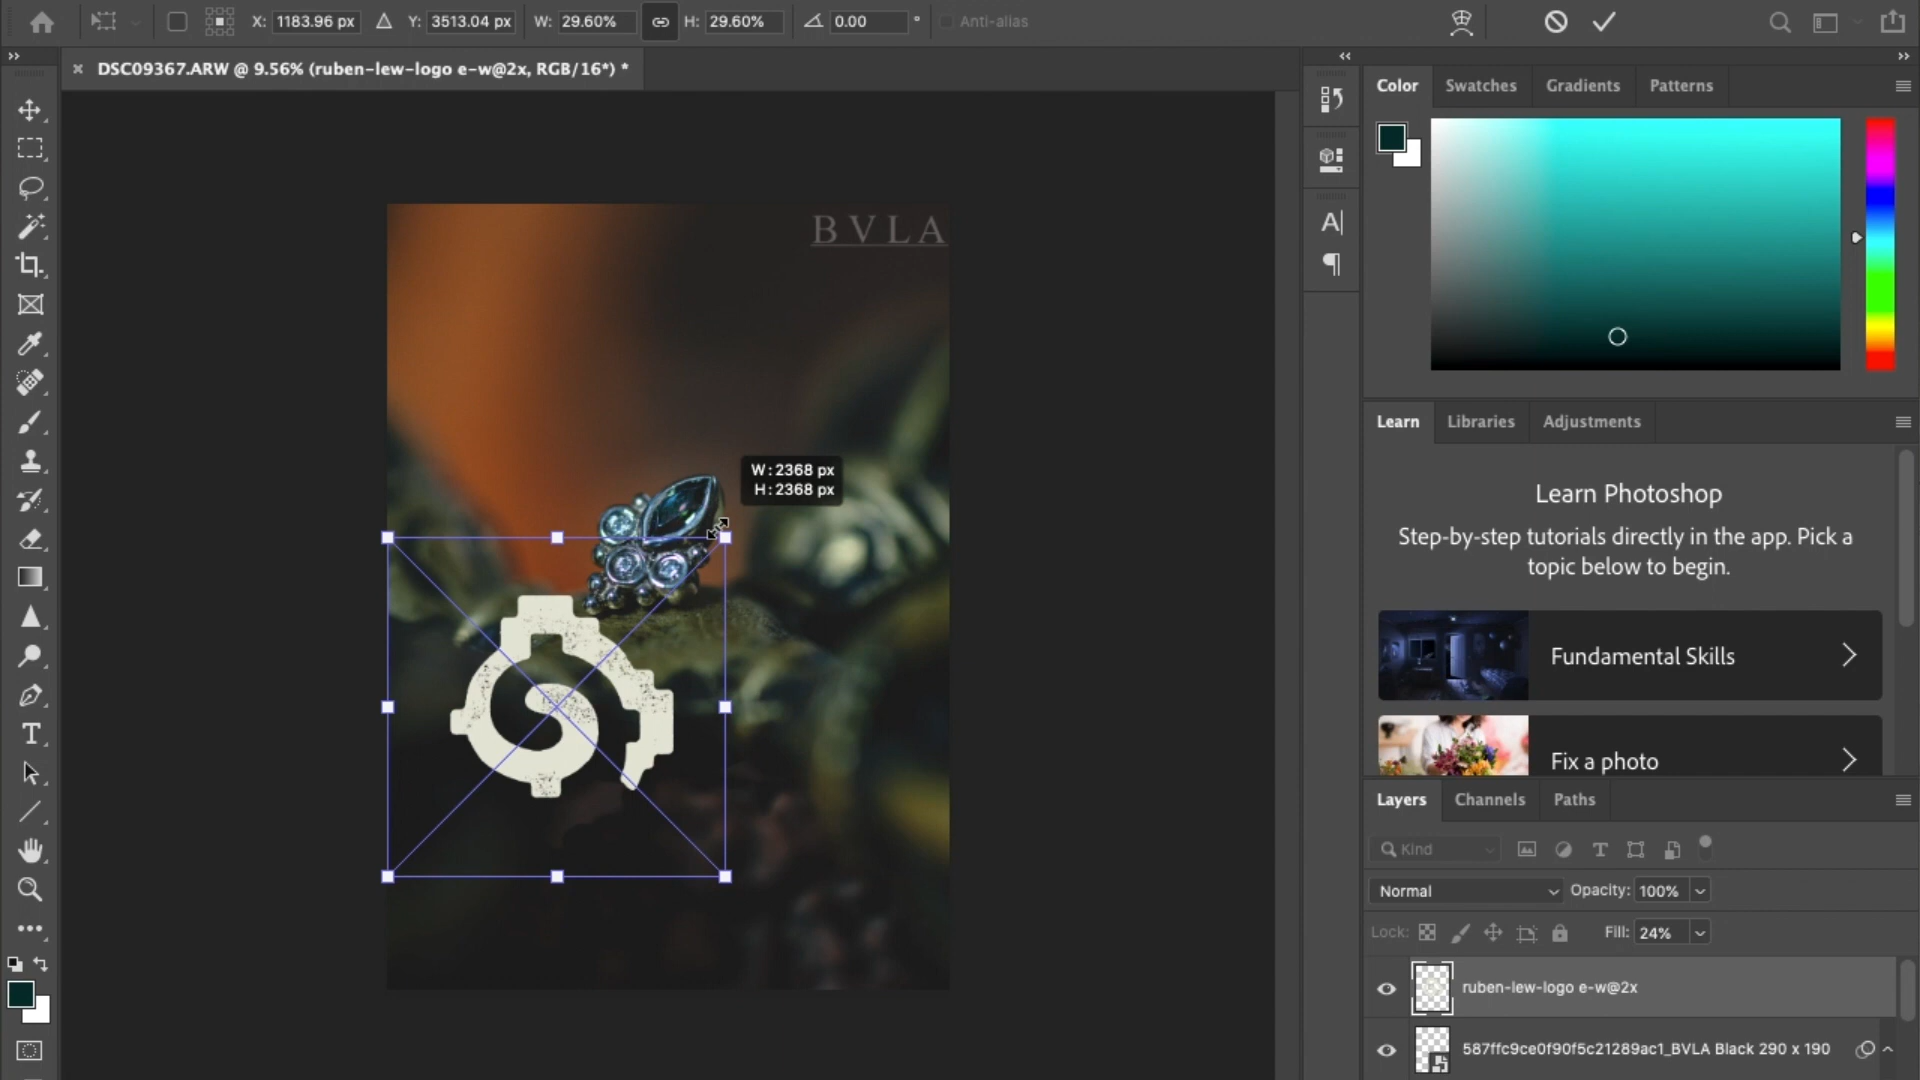 X: 1183.96 px Y: 3513.04 px W: 29.60% H: 29.60% 0.00 ° Anti-alias
DSC09367.ARW @ 9.56% (ruben-lew-logo e-w@2x, RGB/16*) *
Color Swatches Gradients Patterns
BVLA
W: 2368 px
H: 2368 px
Learn Libraries Adjustments
Learn Photoshop
Step-by-step tutorials directly in the app. Pick a
topic below to begin.
Fundamental Skills
Fix a photo
Layers Channels Paths
Kind
Normal Opacity: 100%
Lock: Fill: 24%
ruben-lew-logo e-w@2x
587ffc9ce0f90f5c21289ac1_BVLA Black 290 x 190